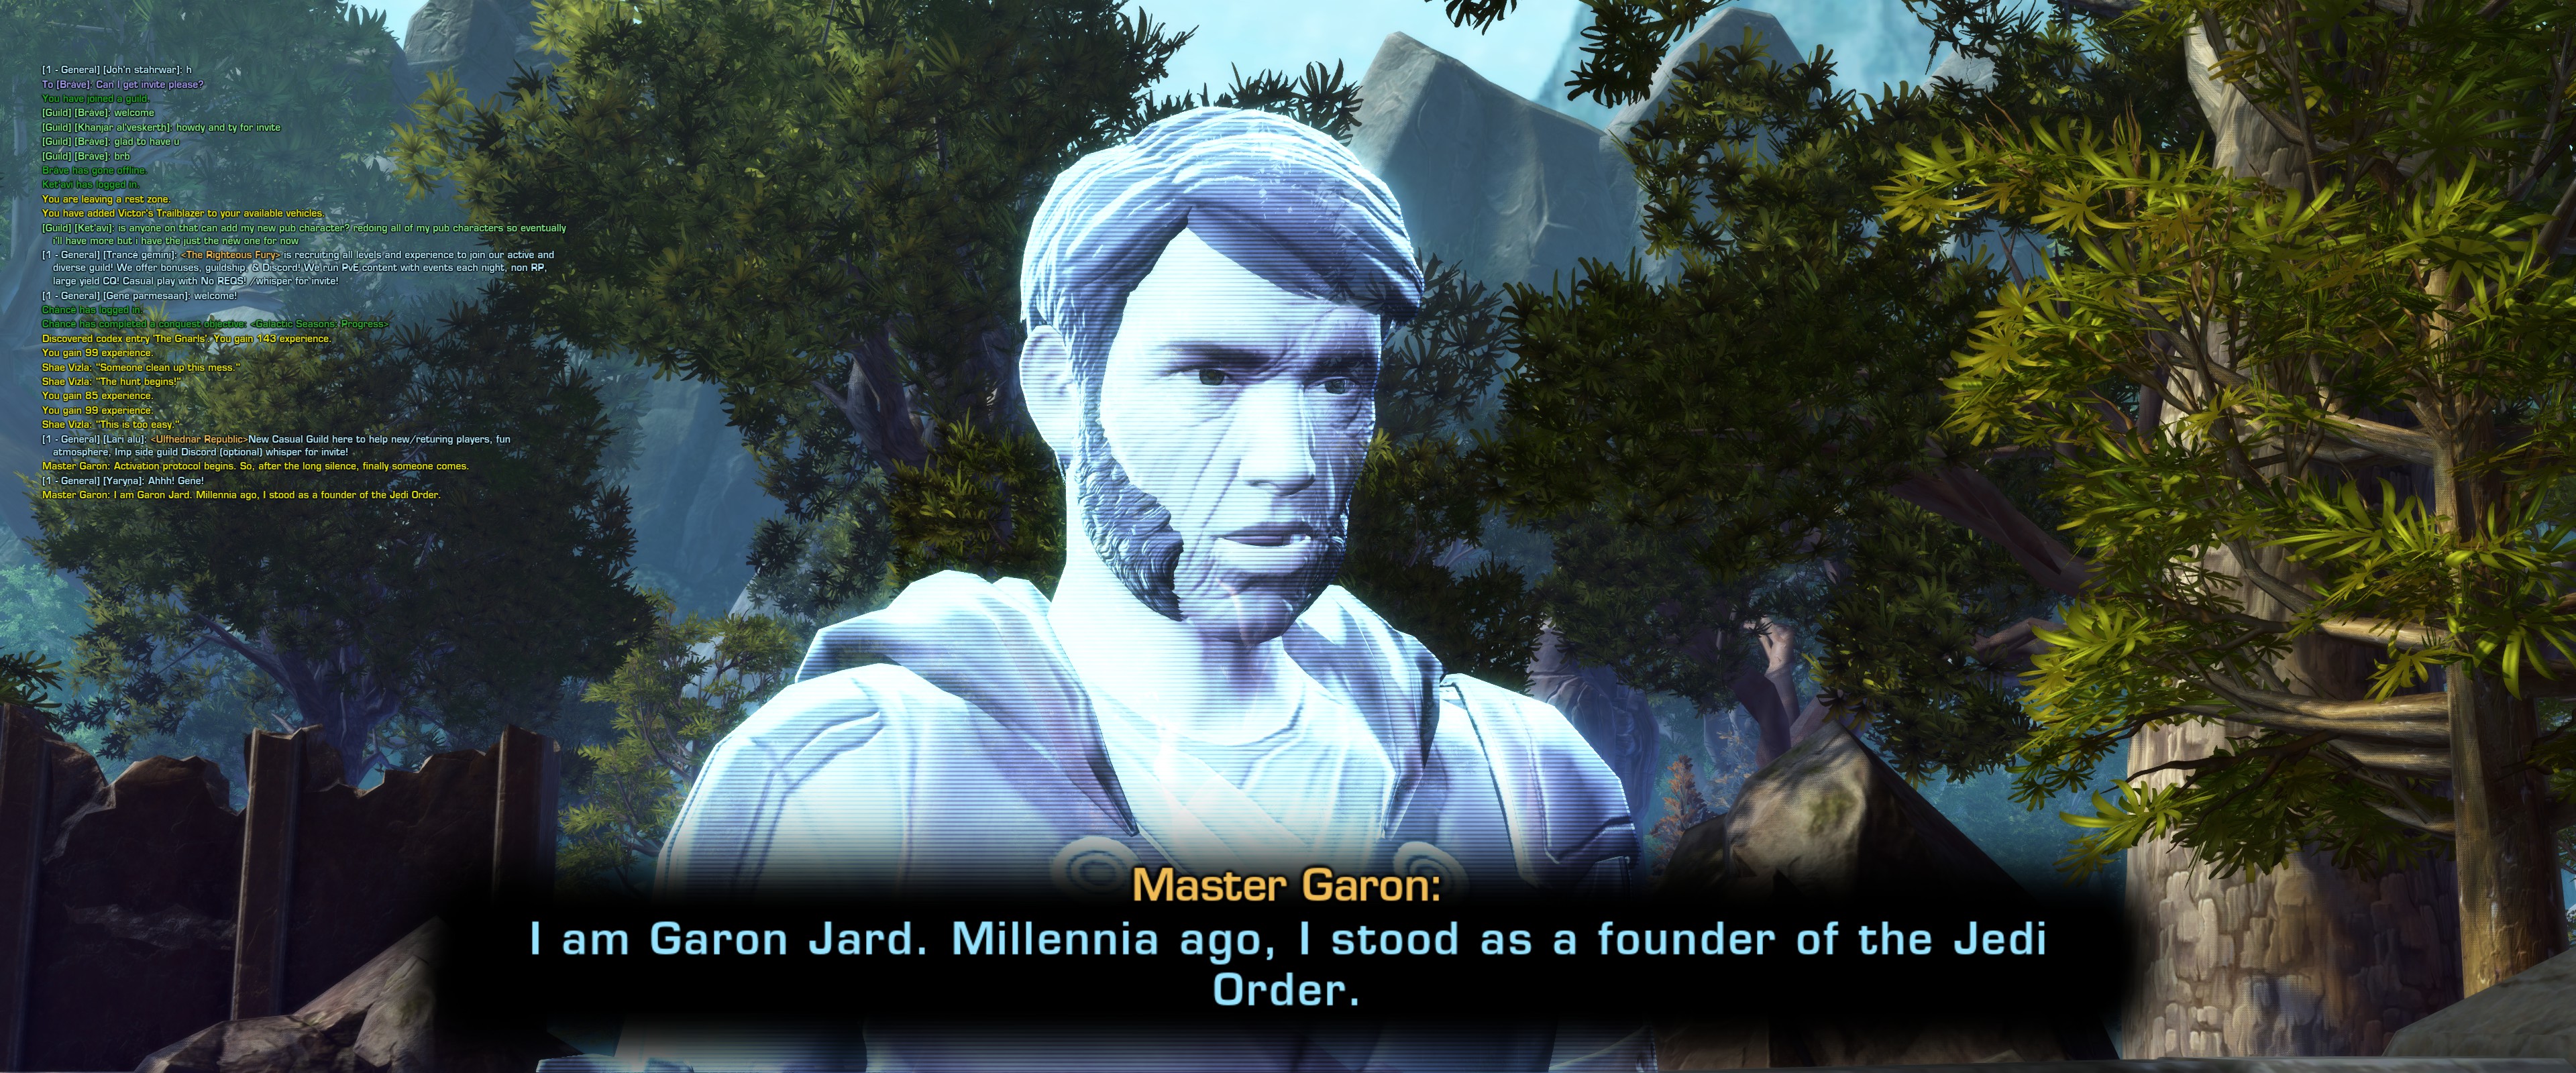 [1 - General] [Joh'n stahrwar]: h
To [Brave]: Can I get invite please?
You have joined a guild.
[Guild] [Brave]: welcome
[Guild] [Khanjar al'veskerth]: howdy and ty for invite
[Guild] [Brave]: glad to have u
[Guild] [Brave]: brb
Brave has gone offline.
Ket'avi has logged in.
You are leaving a rest zone.
You have added Victor's Trailblazer to your available vehicles.
[Guild] [Ket'avi]: is anyone on that can add my new pub character? redoing all of my pub characters so eventually
i'll have more but i have the just the new one for now
[1 - General] [Trance gemini]: <The Righteous Fury> is recruiting all levels and experience to join our active and
diverse guild! We offer bonuses, guildship, & Discord! We run PvE content with events each night, non RP,
large yield CQ! Casual play with No REQS! /whisper for invite!
[1 - General] [Gene parmesaan]: welcome!
Chance has logged in.
Chance has completed a conquest objective: <Galactic Seasons: Progress>
Discovered codex entry 'The Gnarls'. You gain 143 experience.
You gain 99 experience.
Shae Vizla: "Someone clean up this mess."
Shae Vizla: "The hunt begins!"
You gain 85 experience.
You gain 99 experience.
Shae Vizla: "This is too easy."
[1 - General] [Lari alu]: <Ulfhednar Republic>New Casual Guild here to help new/returing players, fun
atmosphere, Imp side guild Discord (optional) whisper for invite!
Master Garon: Activation protocol begins. So, after the long silence, finally someone comes.
[1 - General] [Yaryna]: Ahhh! Gene!
Master Garon: I am Garon Jard. Millennia ago, I stood as a founder of the Jedi Order.
Master Garon:
I am Garon Jard. Millennia ago, I stood as a founder of the Jedi
Order.